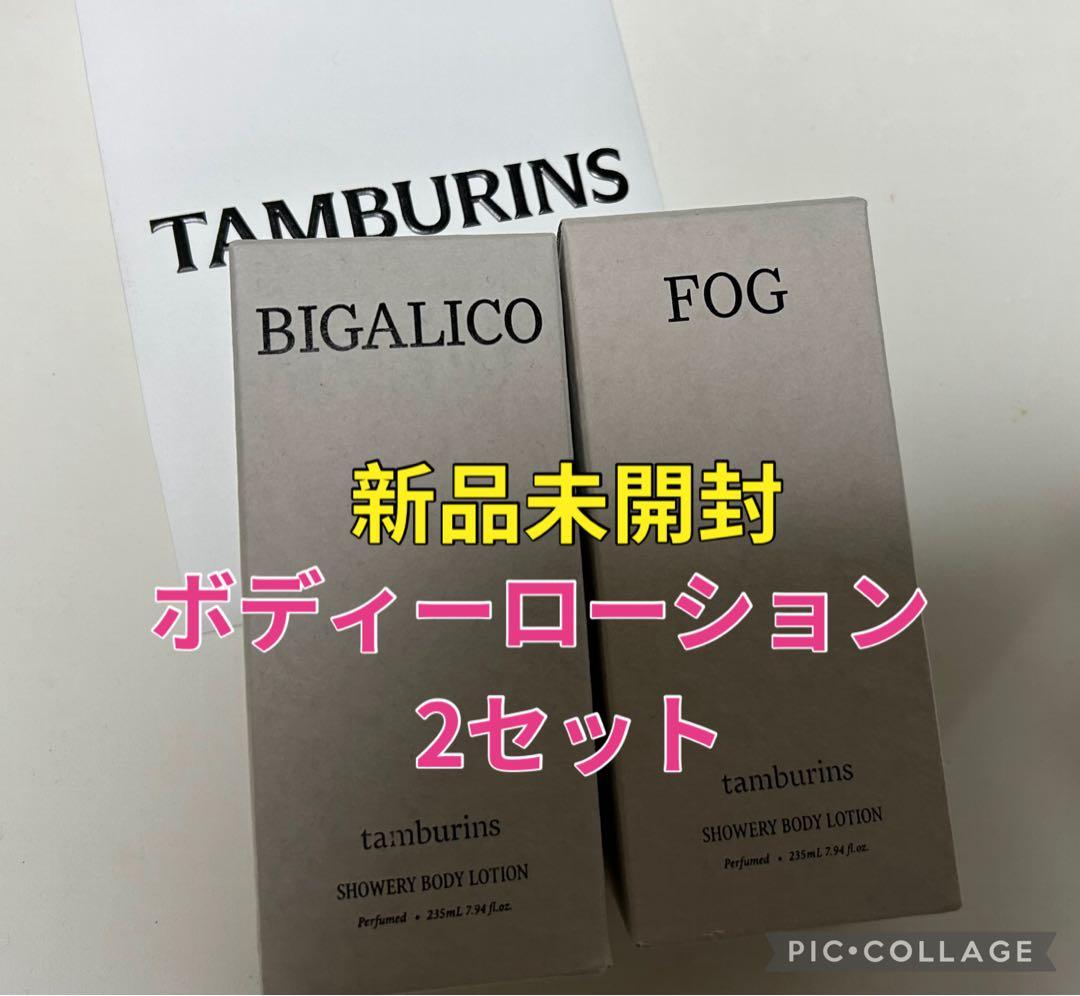 TAMBURINS
BIGALICO
FOG
新品未開封
ボディーローション
2セット
tamburins
SHOWERY BODY LOTION
Perfumed • 235mL 7.94 fl.oz.
tamburins
SHOWERY BODY LOTION
Perfumed • 235mL 7.94 fl.oz.
PIC•COLLAGE